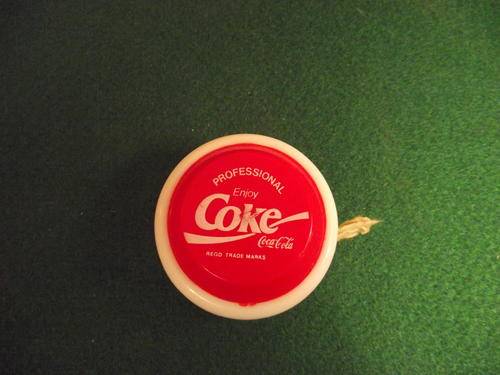 PROFESSIONAL
Enjoy
Coke
Coca-Cola
REGD TRADE MARKS